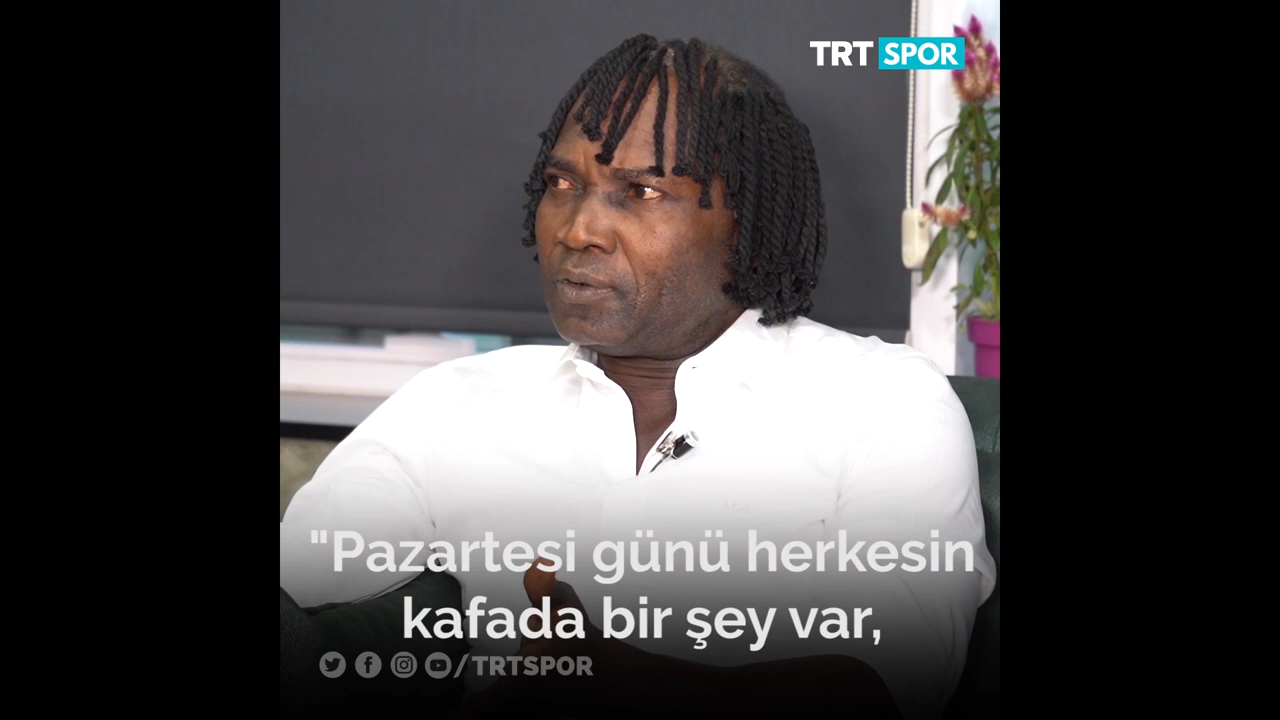 TRT SPOR
"Pazartesi günü herkesin
kafada bir şey var,
/TRTSPOR